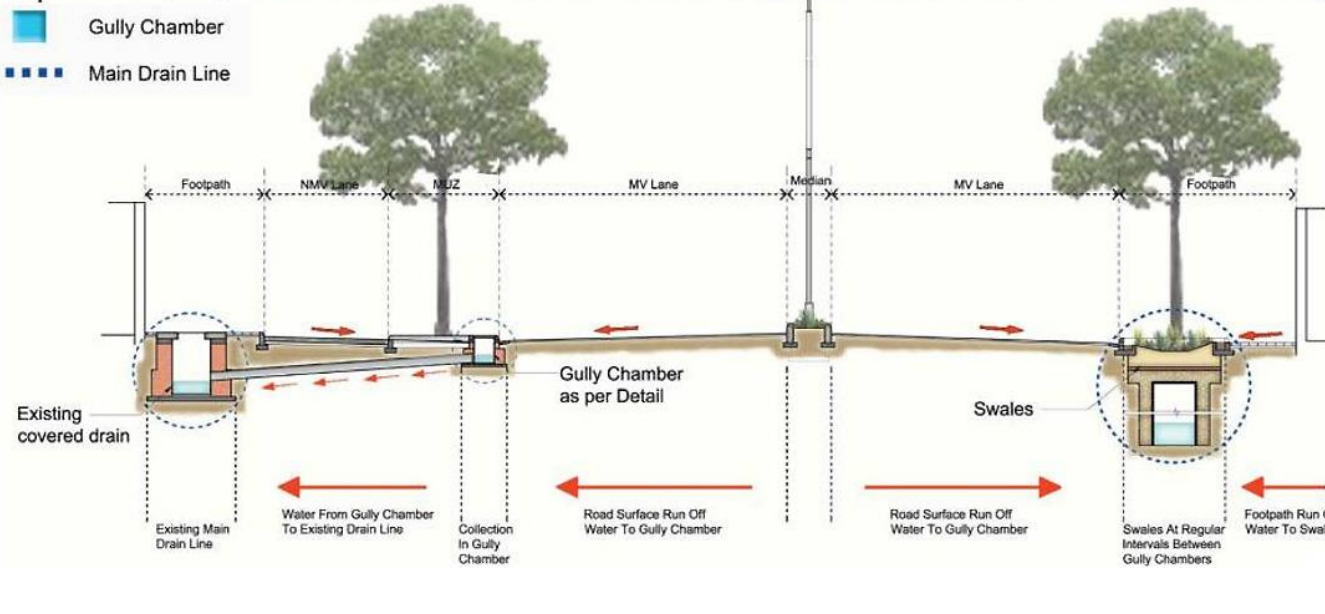 Gully Chamber
Main Drain Line
Footpath
NMV Lane
MUZ
MV Lane
Median
MV Lane
Footpath
Gully Chamber
as per Detail
Existing
covered drain
Swales
Existing Main
Drain Line
Water From Gully Chamber
To Existing Drain Line
Collection
In Gully
Chamber
Road Surface Run Off
Water To Gully Chamber
Road Surface Run Off
Water To Gully Chamber
Swales At Regular
Intervals Between
Gully Chambers
Footpath Run
Water To